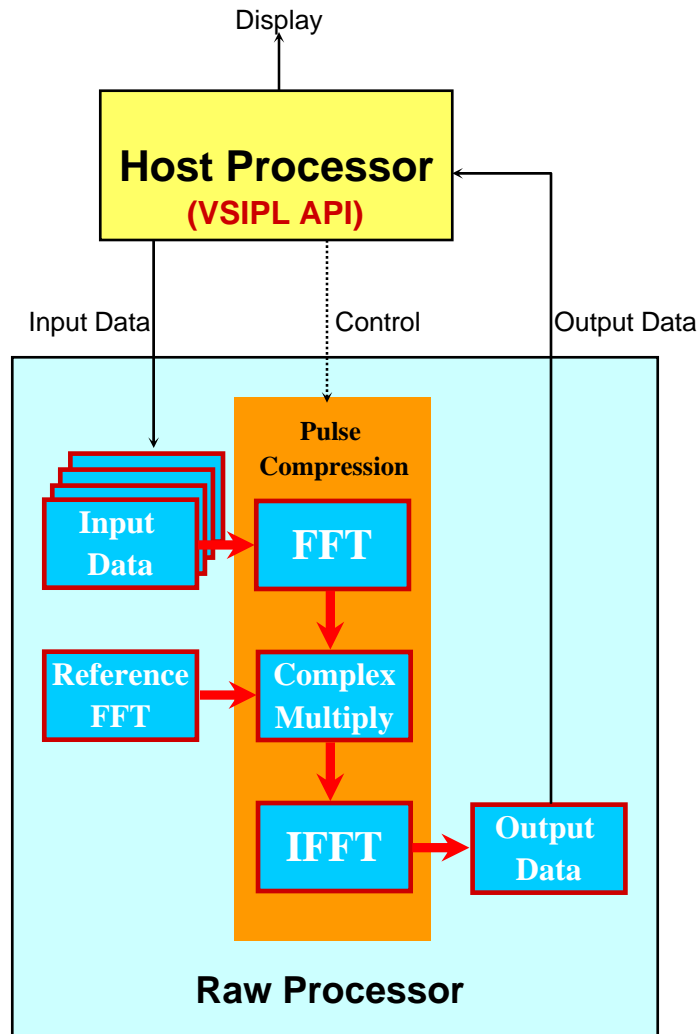 Display
Host Processor
(VSIPL API)
Input Data
Control
Output Data
Pulse
Compression
Input
Data
FFT
Reference
FFT
Complex
Multiply
IFFT
Output
Data
Raw Processor